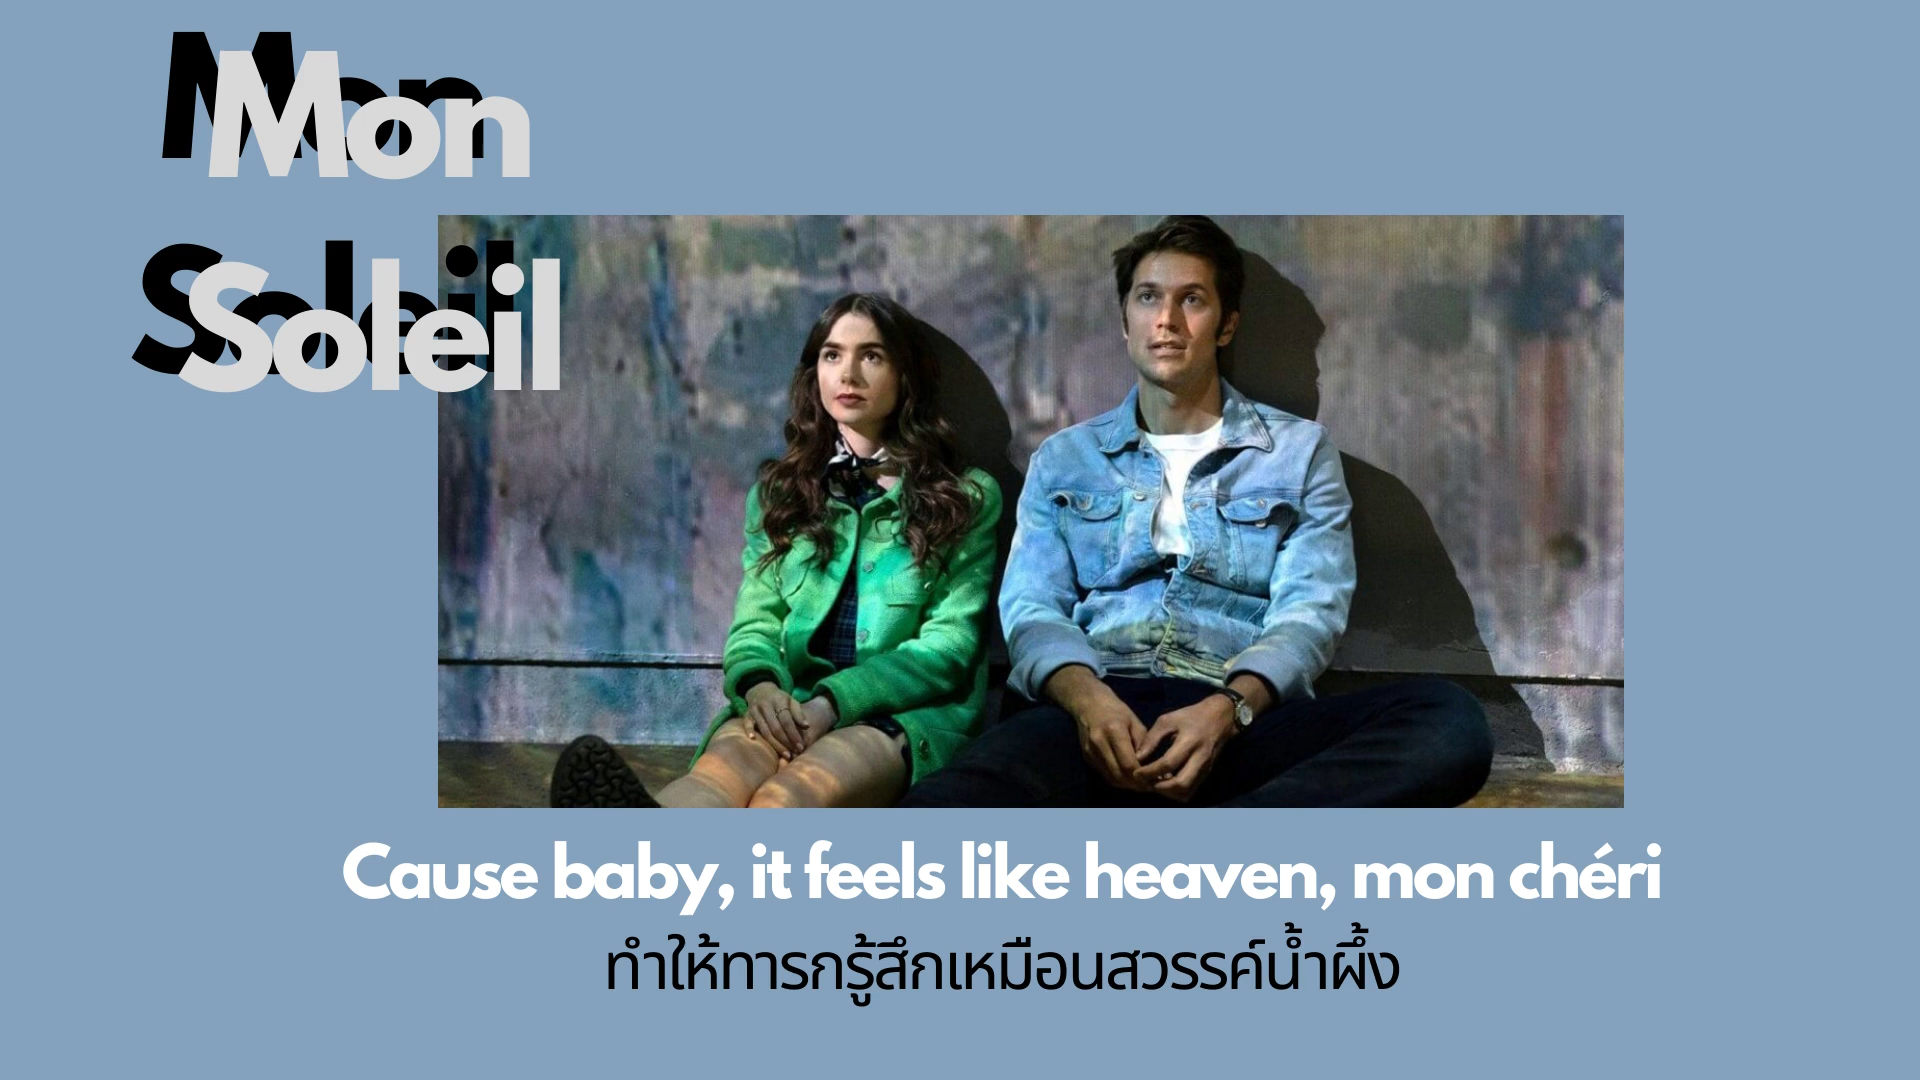 Mon
Soleil
Cause baby, it feels like heaven, mon chéri
ทำให้ทารกรู้สึกเหมือนสวรรค์น้ำผึ้ง